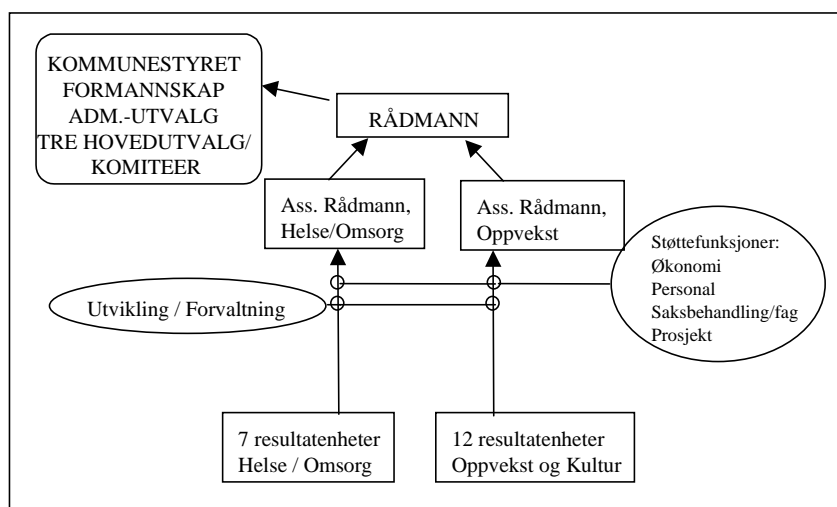 KOMMUNESTYRET
FORMANNSKAP
ADM.-UTVALG
TRE HOVEDUTVALG/
KOMITEER
RÅDMANN
Ass. Rådmann,
Helse/Omsorg
Ass. Rådmann,
Oppvekst
Støttefunksjoner:
Økonomi
Personal
Saksbehandling/fag
Prosjekt
Utvikling / Forvaltning
7 resultatenheter
Helse / Omsorg
12 resultatenheter
Oppvekst og Kultur